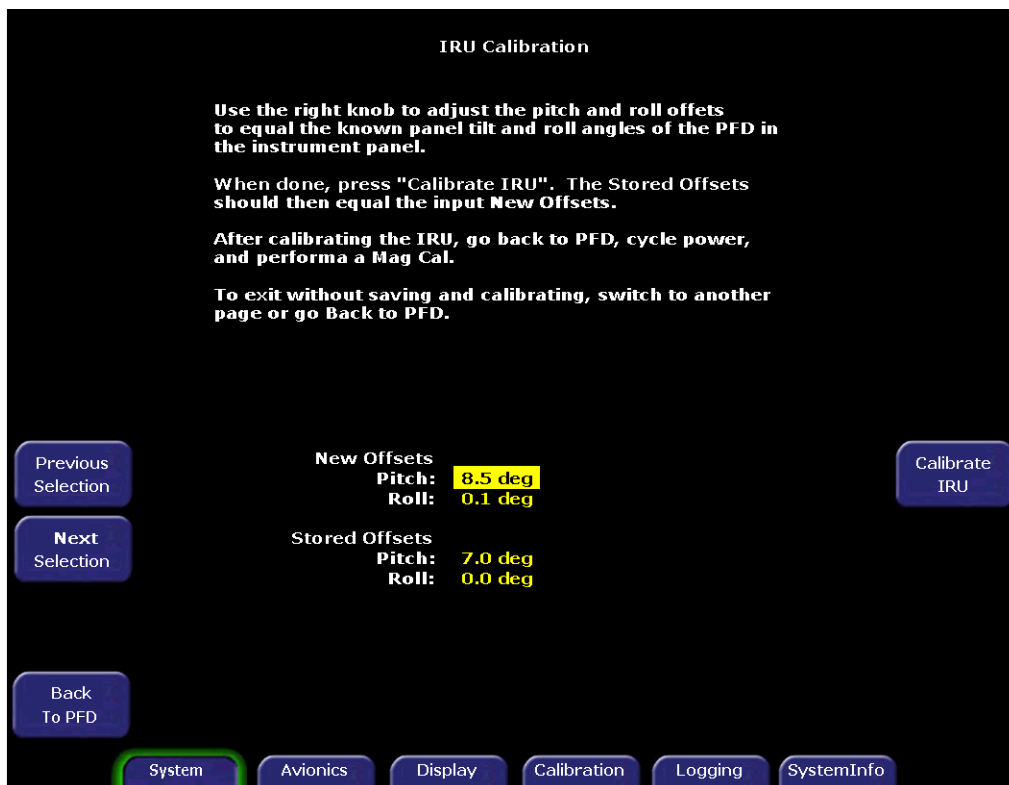 IRU Calibration
Use the right knob to adjust the pitch and roll offets
to equal the known panel tilt and roll angles of the PFD in
the instrument panel.
When done, press "Calibrate IRU". The Stored Offsets
should then equal the input New Offsets.
After calibrating the IRU, go back to PFD, cycle power,
and performa a Mag Cal.
To exit without saving and calibrating, switch to another
page or go Back to PFD.
Previous
Selection
New Offsets
Pitch: 8.5 deg
Roll: 0.1 deg
Calibrate
IRU
Next
Selection
Stored Offsets
Pitch: 7.0 deg
Roll: 0.0 deg
Back
To PFD
System Avionics Display Calibration Logging SystemInfo